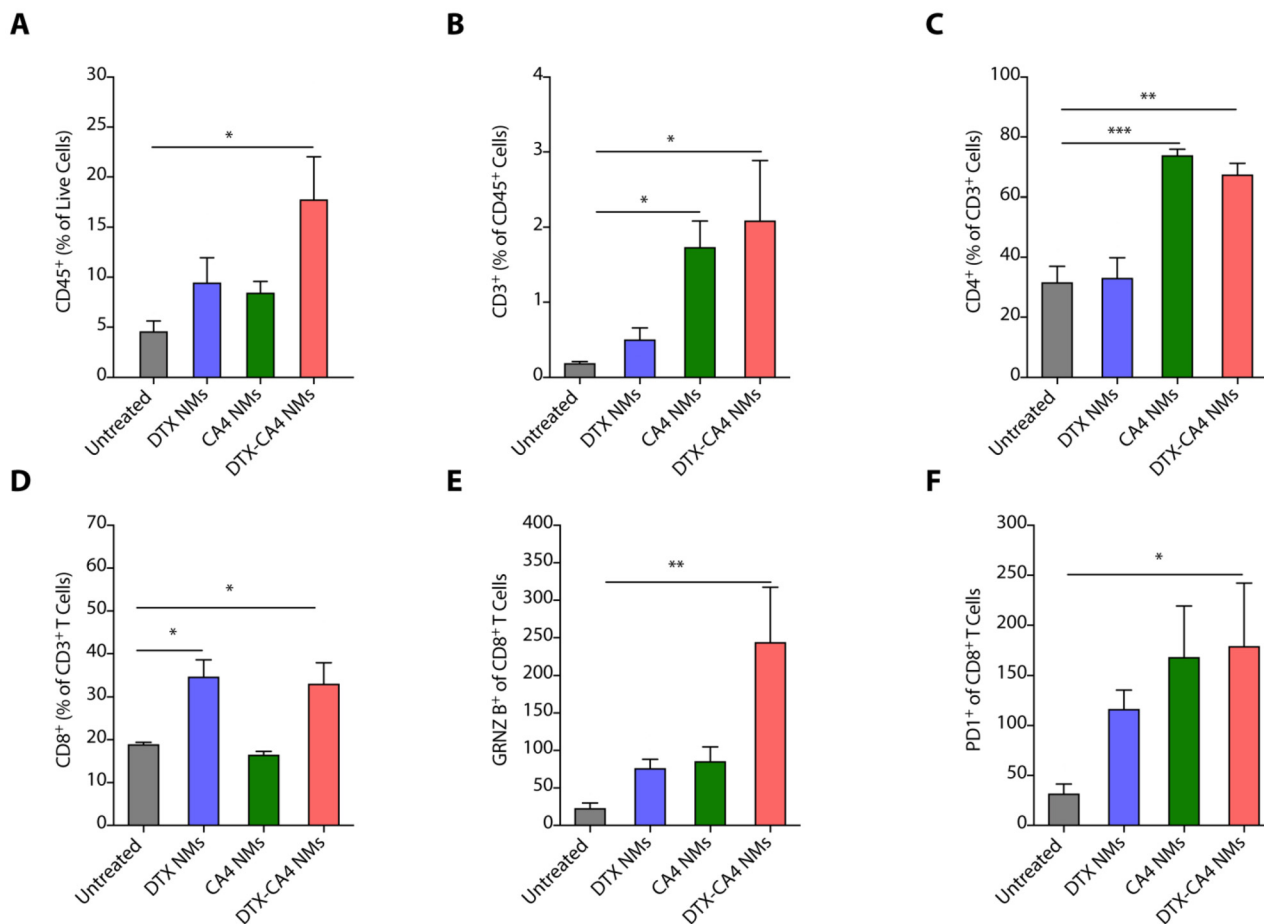 A
CD45⁺ (% of Live Cells)
30
25
20
15
10
5
0
*
Untreated
DTX NMs
CA4 NMs
DTX-CA4 NMs
B
CD3⁺ (% of CD45⁺ Cells)
4
3
2
1
0
*
*
Untreated
DTX NMs
CA4 NMs
DTX-CA4 NMs
C
CD4⁺ (% of CD3⁺ Cells)
100
80
60
40
20
0
**
***
Untreated
DTX NMs
CA4 NMs
DTX-CA4 NMs
D
CD8⁺ (% of CD3⁺ T Cells)
70
60
50
40
30
20
10
0
*
*
Untreated
DTX NMs
CA4 NMs
DTX-CA4 NMs
E
GRNZ B⁺ of CD8⁺ T Cells
400
350
300
250
200
150
100
50
0
**
Untreated
DTX NMs
CA4 NMs
DTX-CA4 NMs
F
PD1⁺ of CD8⁺ T Cells
300
250
200
150
100
50
0
*
Untreated
DTX NMs
CA4 NMs
DTX-CA4 NMs